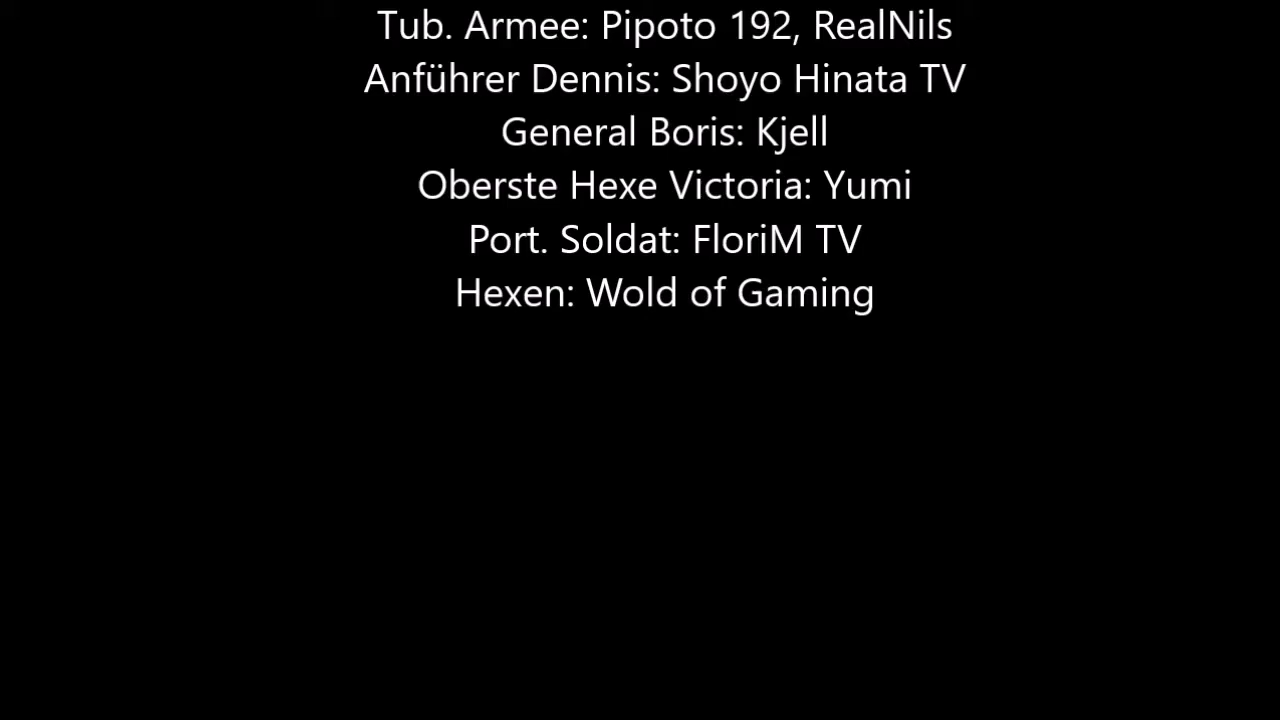 Tub. Armee: Pipoto 192, RealNils
Anführer Dennis: Shoyo Hinata TV
General Boris: Kjell
Oberste Hexe Victoria: Yumi
Port. Soldat: FloriM TV
Hexen: Wold of Gaming